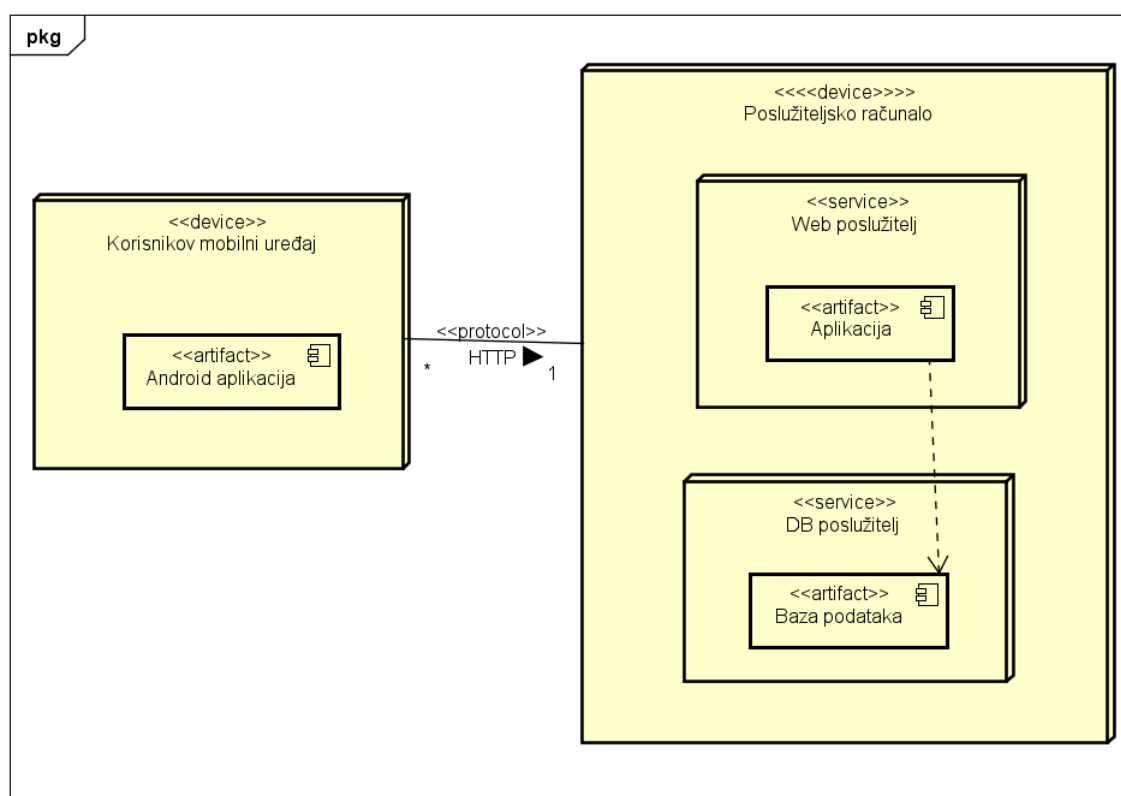 pkg
<<device>>
Korisnikov mobilni uređaj
<<artifact>>
Android aplikacija
<<protocol>>
HTTP
*
1
<<<<device>>>>
Poslužiteljsko računalo
<<service>>
Web poslužitelj
<<artifact>>
Aplikacija
<<service>>
DB poslužitelj
<<artifact>>
Baza podataka